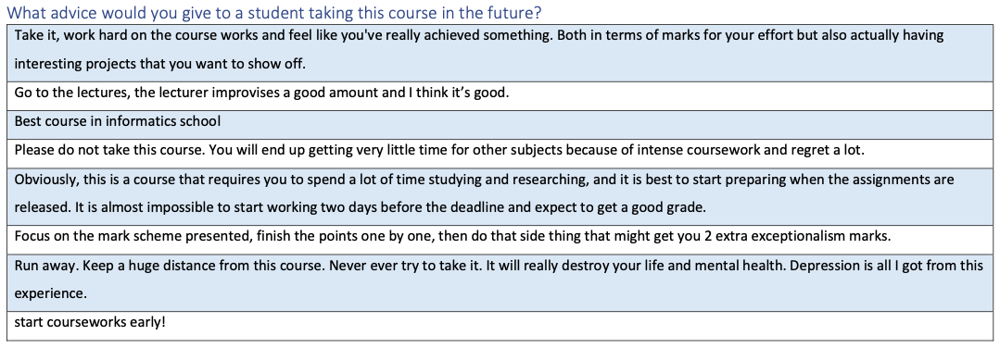 What advice would you give to a student taking this course in the future?
Take it, work hard on the course works and feel like you've really achieved something. Both in terms of marks for your effort but also actually having
interesting projects that you want to show off.
Go to the lectures, the lecturer improvises a good amount and I think it’s good.
Best course in informatics school
Please do not take this course. You will end up getting very little time for other subjects because of intense coursework and regret a lot.
Obviously, this is a course that requires you to spend a lot of time studying and researching, and it is best to start preparing when the assignments are
released. It is almost impossible to start working two days before the deadline and expect to get a good grade.
Focus on the mark scheme presented, finish the points one by one, then do that side thing that might get you 2 extra exceptionalism marks.
Run away. Keep a huge distance from this course. Never ever try to take it. It will really destroy your life and mental health. Depression is all I got from this
experience.
start courseworks early!